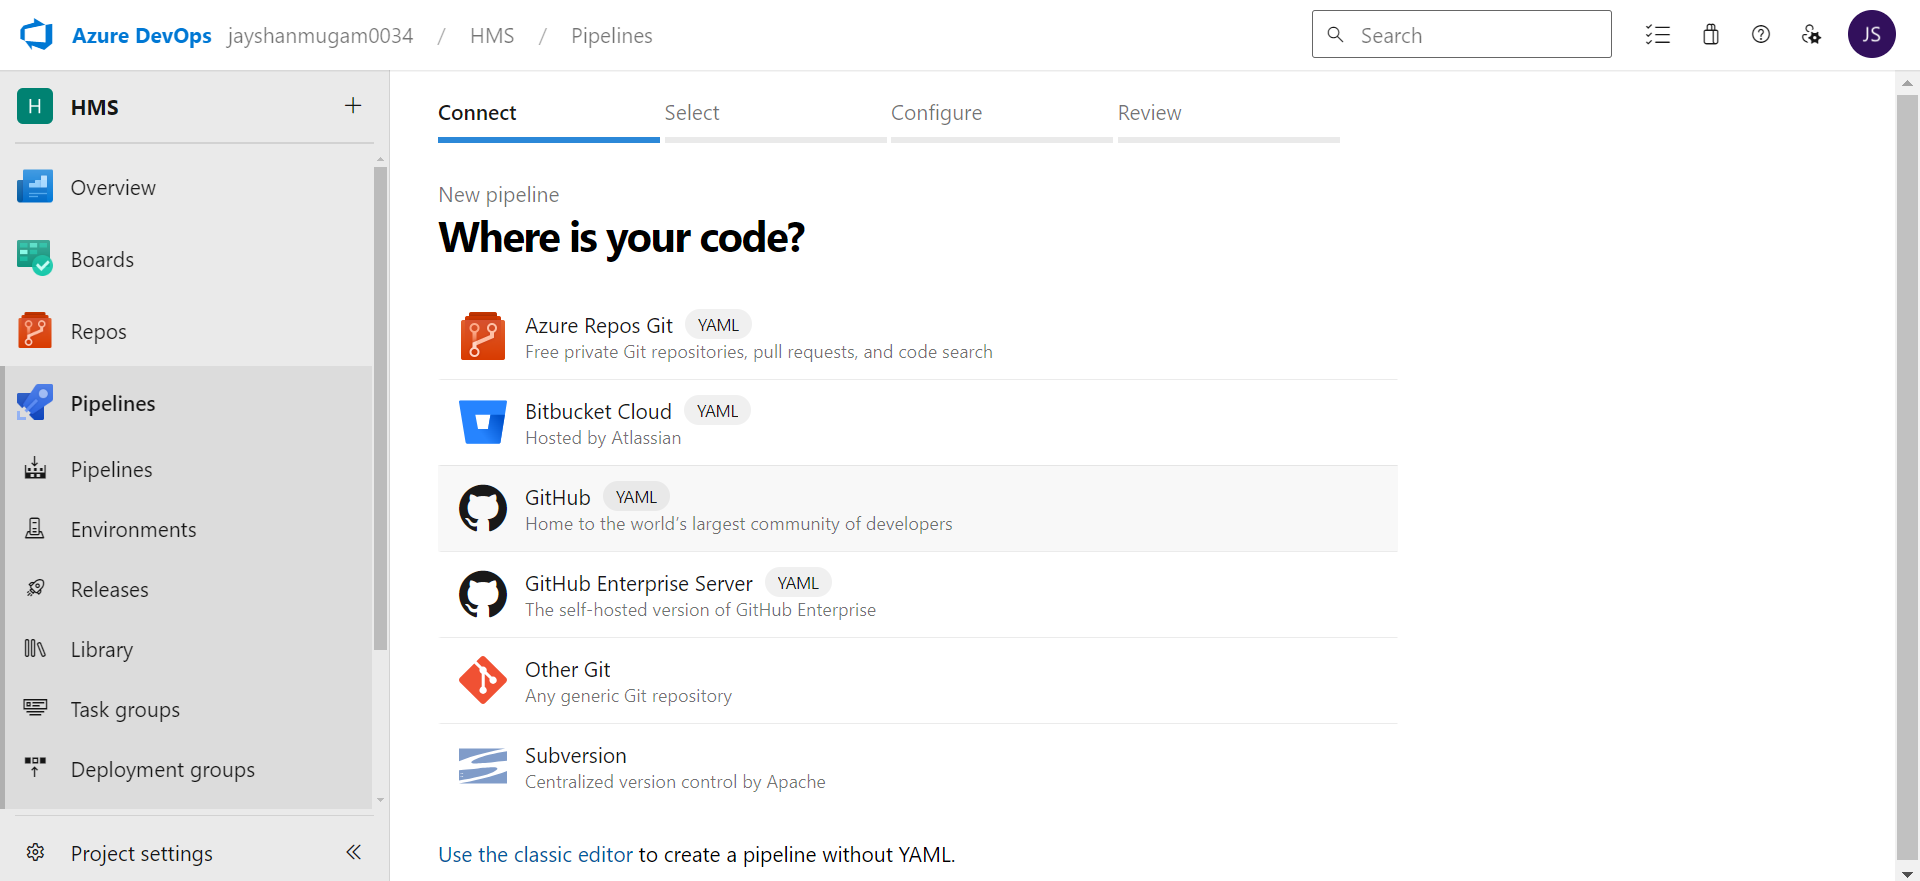 Azure DevOps jayshanmugam0034 / HMS / Pipelines Search JS
H HMS
Overview
Boards
Repos
Pipelines
Pipelines
Environments
Releases
Library
Task groups
Deployment groups
Project settings
Connect Select Configure Review
New pipeline
Where is your code?
Azure Repos Git YAML
Free private Git repositories, pull requests, and code search
Bitbucket Cloud YAML
Hosted by Atlassian
GitHub YAML
Home to the world’s largest community of developers
GitHub Enterprise Server YAML
The self-hosted version of GitHub Enterprise
Other Git
Any generic Git repository
Subversion
Centralized version control by Apache
Use the classic editor to create a pipeline without YAML.